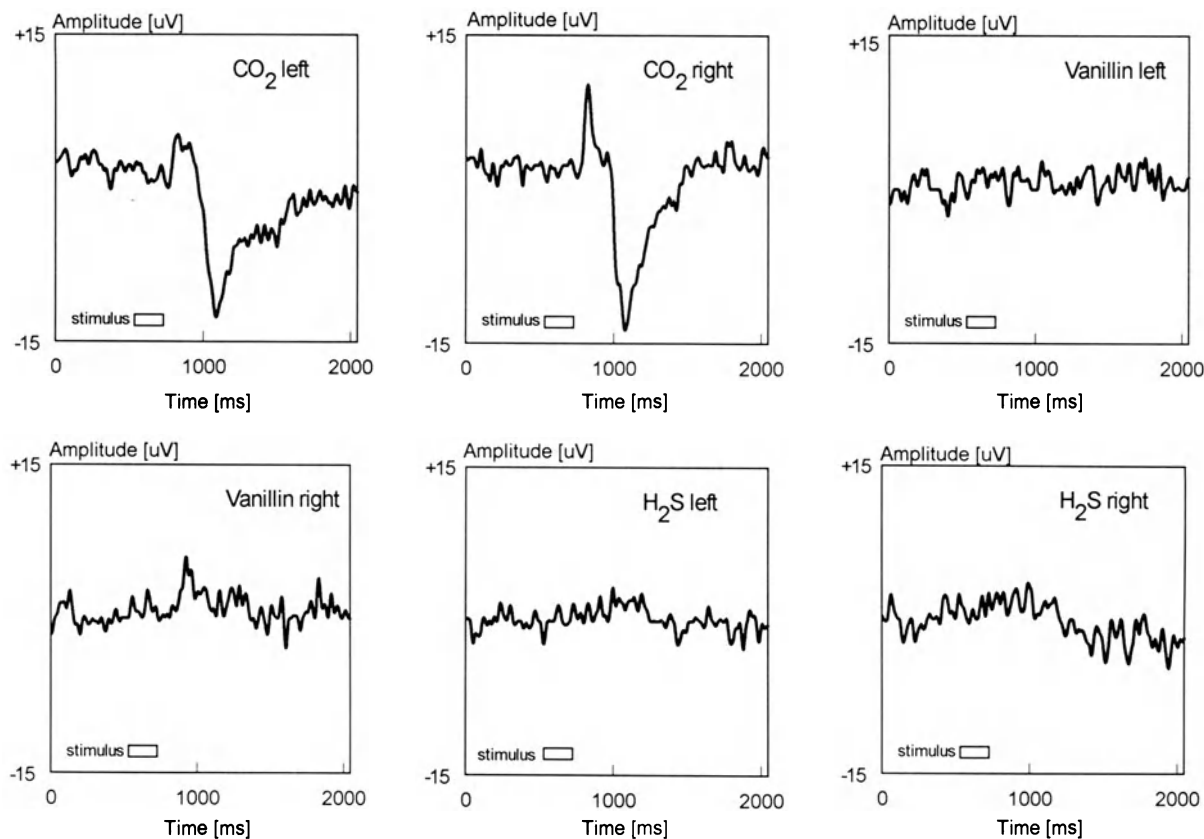 Amplitude [uV]
+15
CO2 left
stimulus
-15
0 1000 2000
Time [ms]
Amplitude [uV]
+15
CO2 right
stimulus
-15
0 1000 2000
Time [ms]
Amplitude [uV]
+15
Vanillin left
stimulus
-15
0 1000 2000
Time [ms]
Amplitude [uV]
+15
Vanillin right
stimulus
-15
0 1000 2000
Time [ms]
Amplitude [uV]
+15
H2S left
stimulus
-15
0 1000 2000
Time [ms]
Amplitude [uV]
+15
H2S right
stimulus
-15
0 1000 2000
Time [ms]